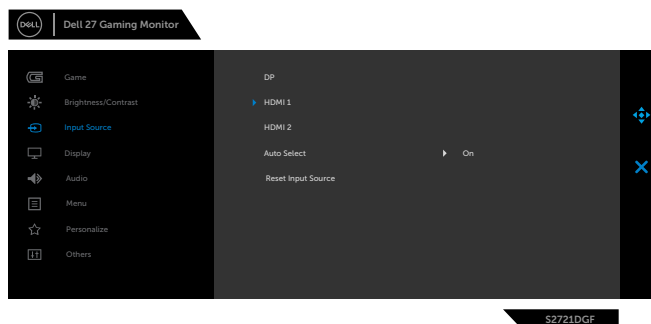 DELL
Dell 27 Gaming Monitor
Game
DP
Brightness/Contrast
HDMI 1
Input Source
HDMI 2
Display
Auto Select
On
Audio
Reset Input Source
Menu
Personalize
Others
S2721DGF